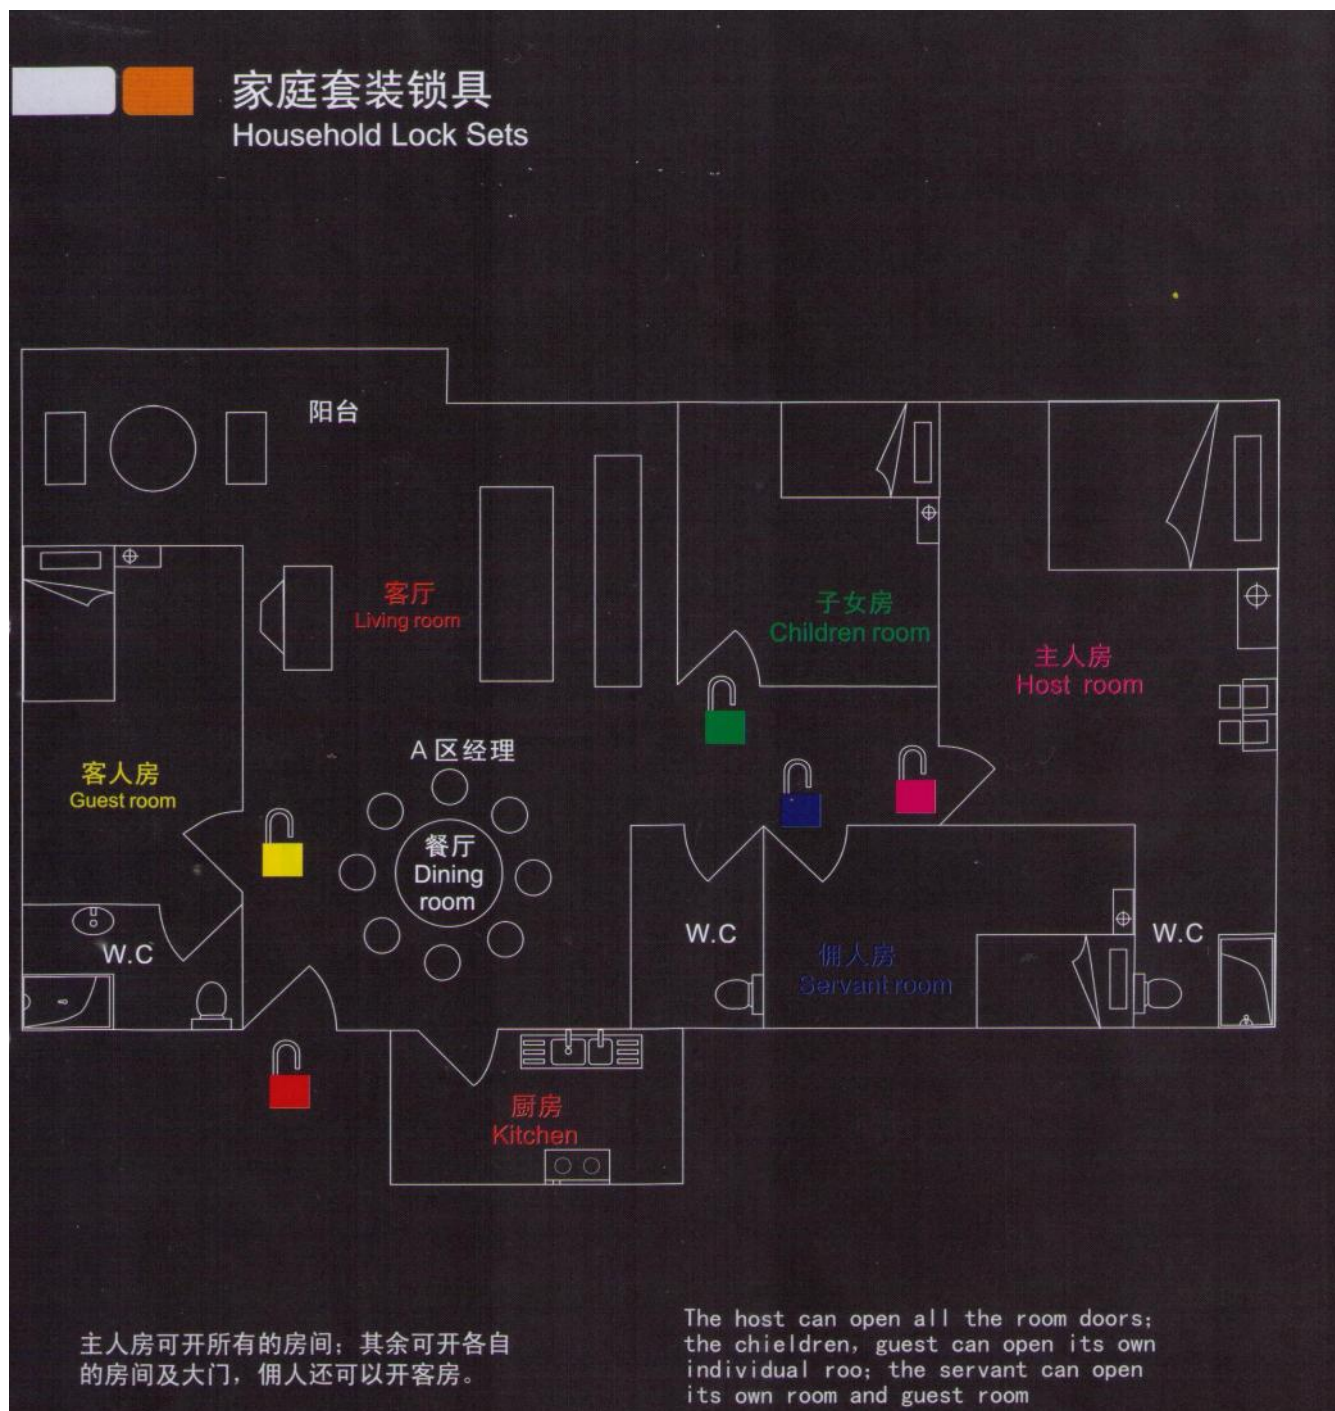 家庭套装锁具
Household Lock Sets
阳台
客厅
Living room
子女房
Children room
主人房
Host room
A区经理
客人房
Guest room
餐厅
Dining
room
W.C
W.C
W.C
佣人房
Servant room
厨房
Kitchen
主人房可开所有的房间；其余可开各自
的房间及大门，佣人还可以开客房。
The host can open all the room doors;
the chieldren, guest can open its own
individual roo; the servant can open
its own room and guest room